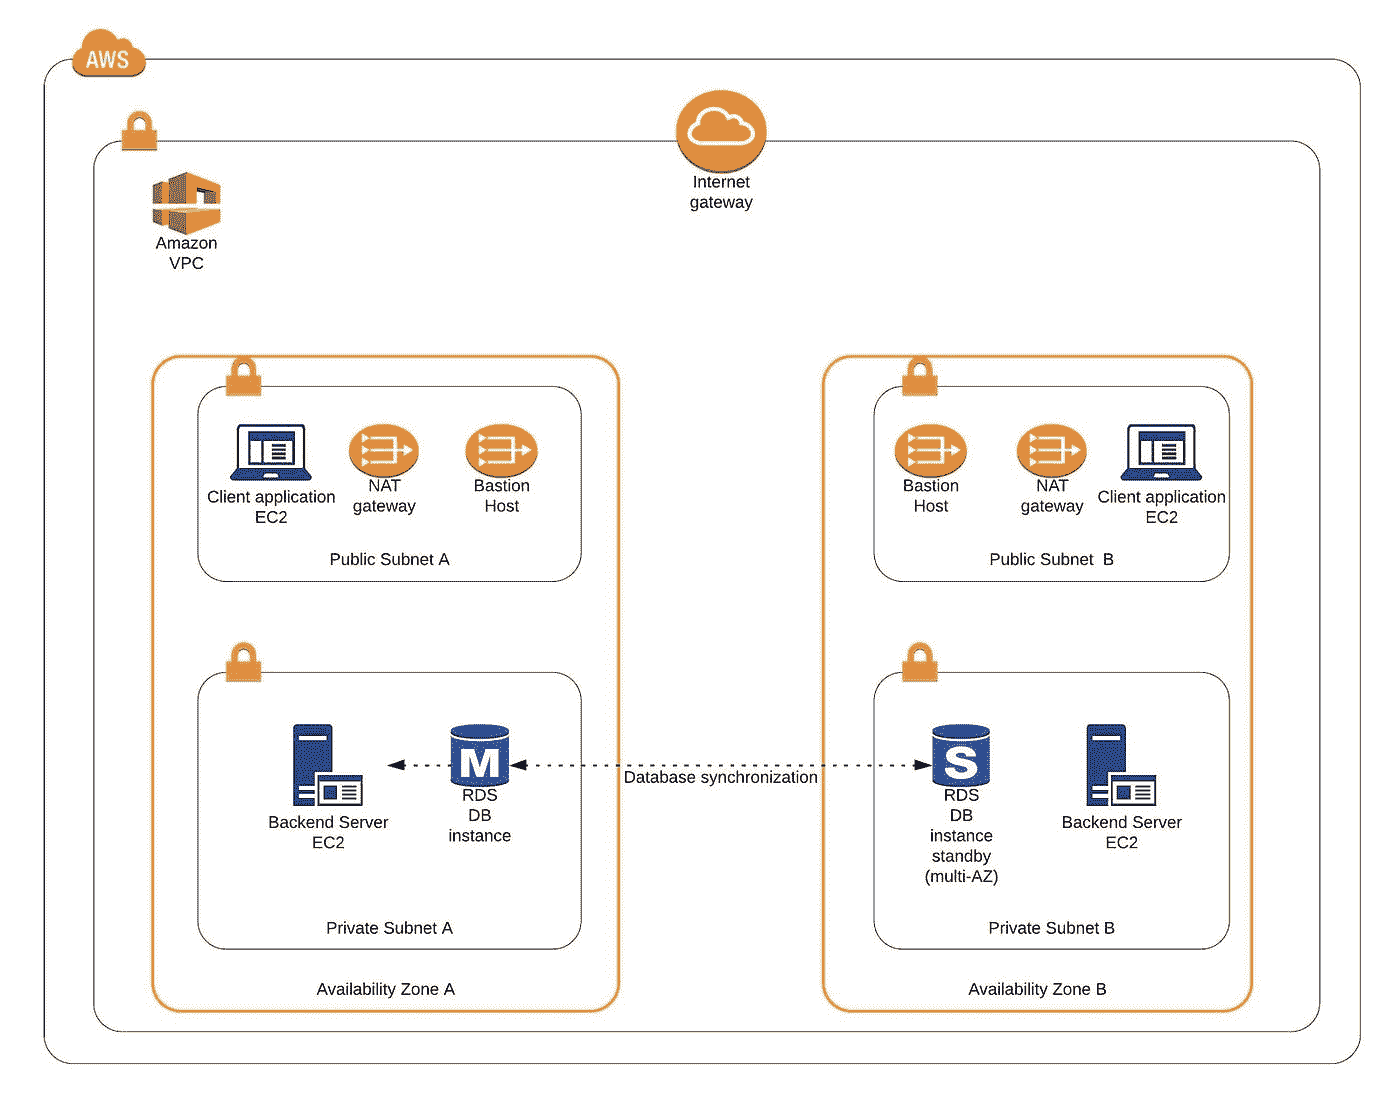 AWS
Internet
gateway
Amazon
VPC
Client application
EC2
NAT
gateway
Bastion
Host
Public Subnet A
Bastion
Host
NAT
gateway
Client application
EC2
Public Subnet  B
Backend Server
EC2
M
RDS
DB
instance
Private Subnet A
Database synchronization
S
RDS
DB
instance
standby
(multi-AZ)
Backend Server
EC2
Private Subnet B
Availability Zone A
Availability Zone B